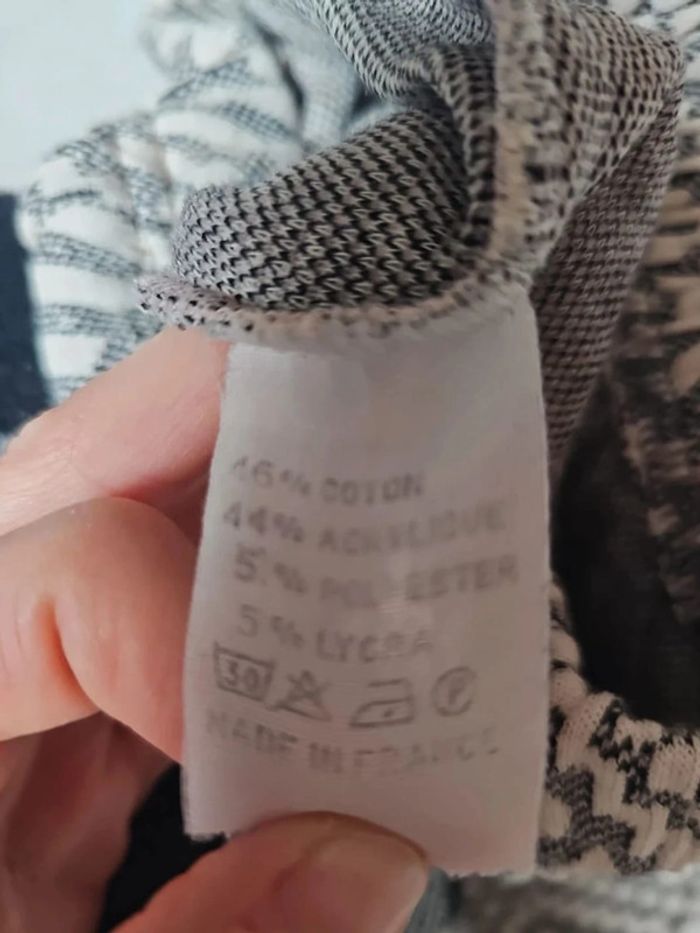 46% COTON
44% ACRYLIQUE
5% POLYESTER
5% LYCRA
30 P
MADE IN FRANCE